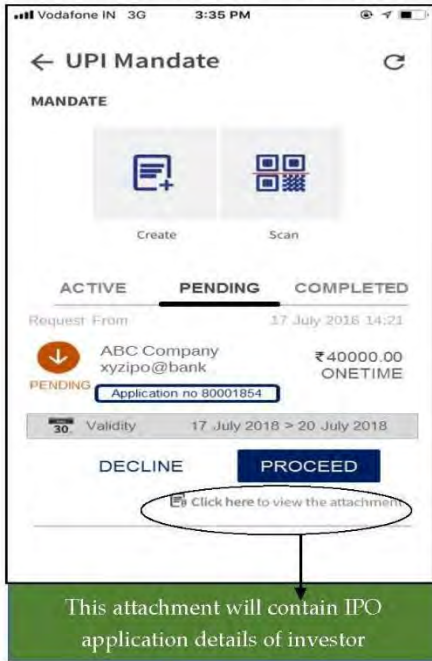 Vodafone IN 3G 3:35 PM
← UPI Mandate
MANDATE
Create Scan
ACTIVE PENDING COMPLETED
Request From 17 July 2018 14:21
ABC Company ₹40000.00
xyzipo@bank ONETIME
PENDING
Application no 80001854
30 Validity 17 July 2018 > 20 July 2018
DECLINE PROCEED
Click here to view the attachment
This attachment will contain IPO
application details of investor